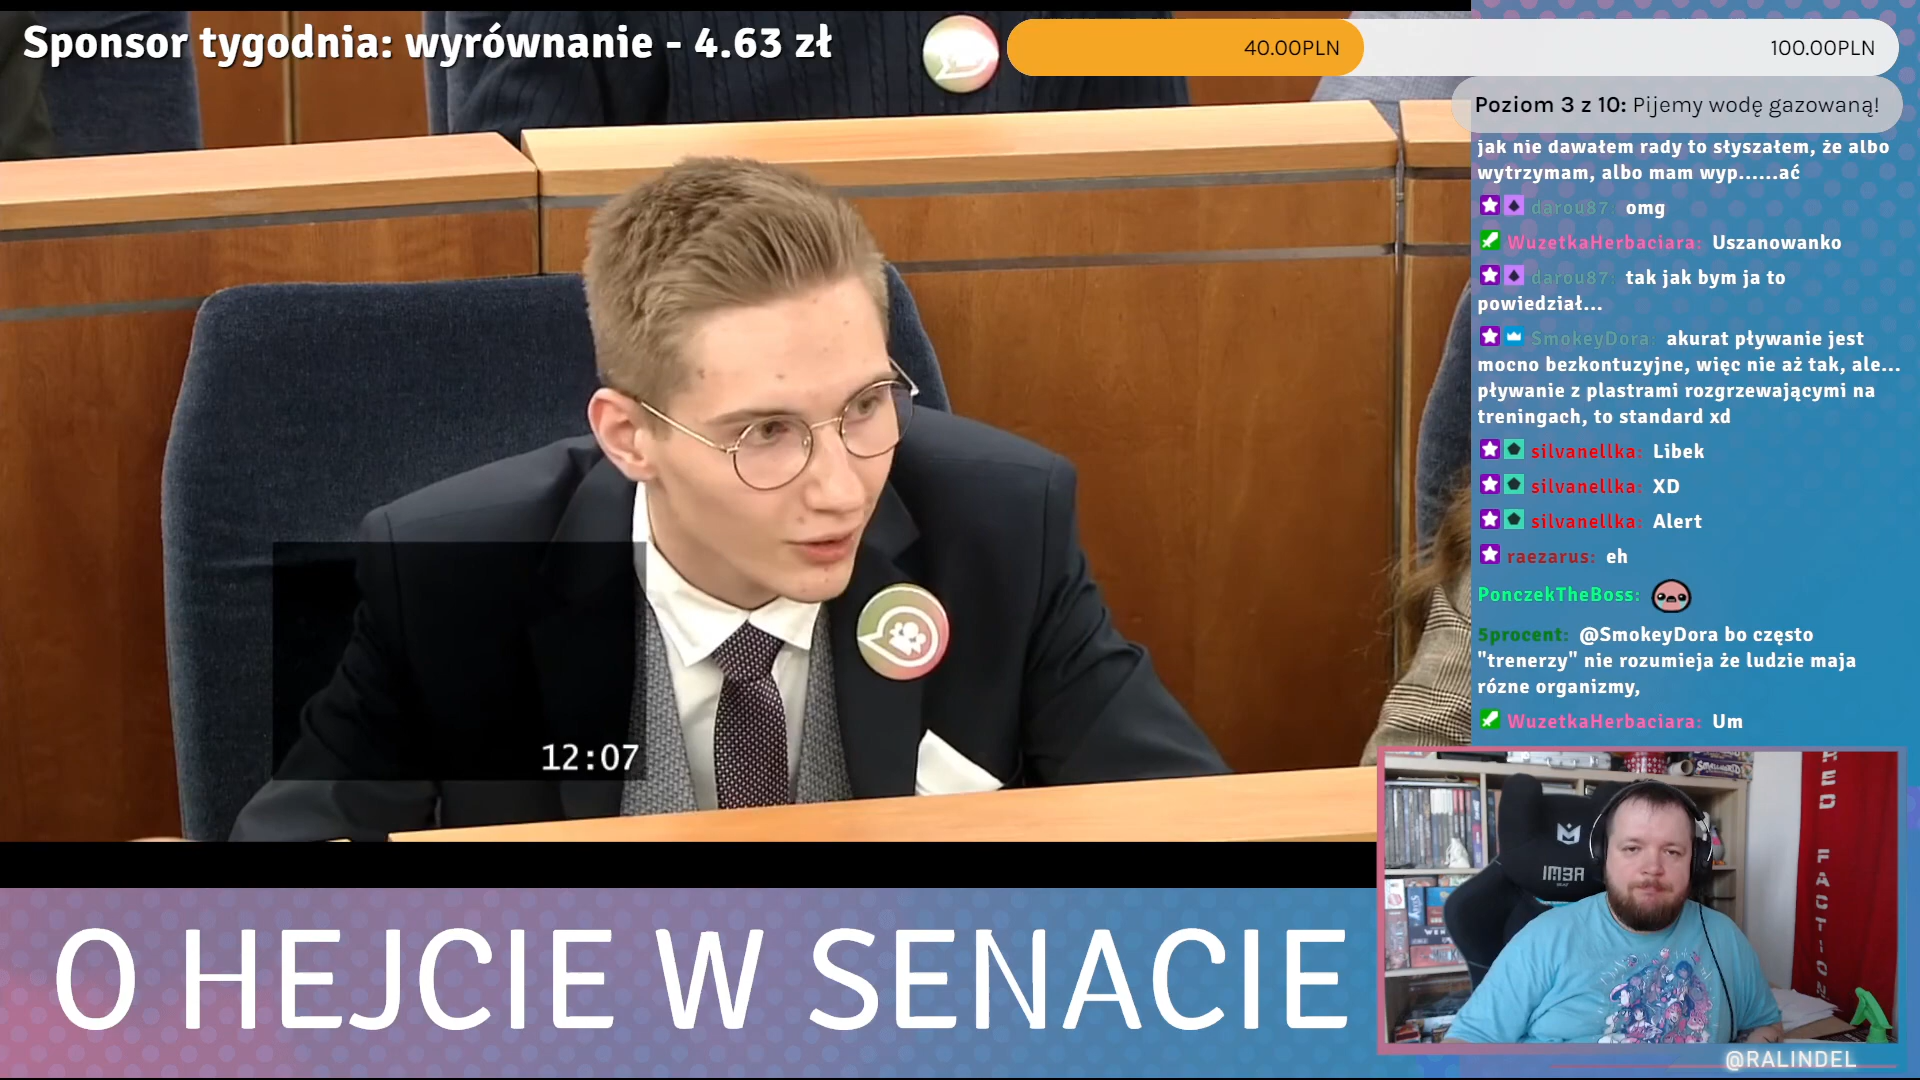 Sponsor tygodnia: wyrównanie - 4.63 zł
40.00PLN
100.00PLN
Poziom 3 z 10: Pijemy wodę gazowaną!
jak nie dawałem rady to słyszałem, że albo
wytrzymam, albo mam wyp......ać
darou87: omg
WuzetkaHerbaciara: Uszanowanko
darou87: tak jak bym ja to
powiedział...
SmokeyDora: akurat pływanie jest
mocno bezkontuzyjne, więc nie aż tak, ale...
pływanie z plastrami rozgrzewającymi na
treningach, to standard xd
silvanellka: Libek
silvanellka: XD
silvanellka: Alert
raezarus: eh
PonczekTheBoss:
5procent: @SmokeyDora bo często
"trenerzy" nie rozumieja że ludzie maja
rózne organizmy,
WuzetkaHerbaciara: Um
12:07
IMBA
FACTION
O HEJCIE W SENACIE
@RALINDEL